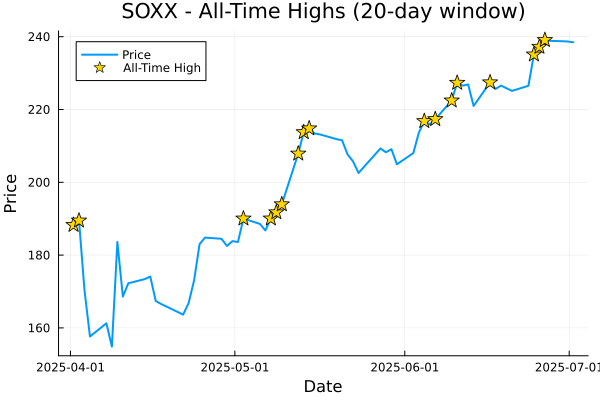 SOXX - All-Time Highs (20-day window)
240
220
200
180
160
Price
Price
All-Time High
2025-04-01
2025-05-01
2025-06-01
2025-07-01
Date